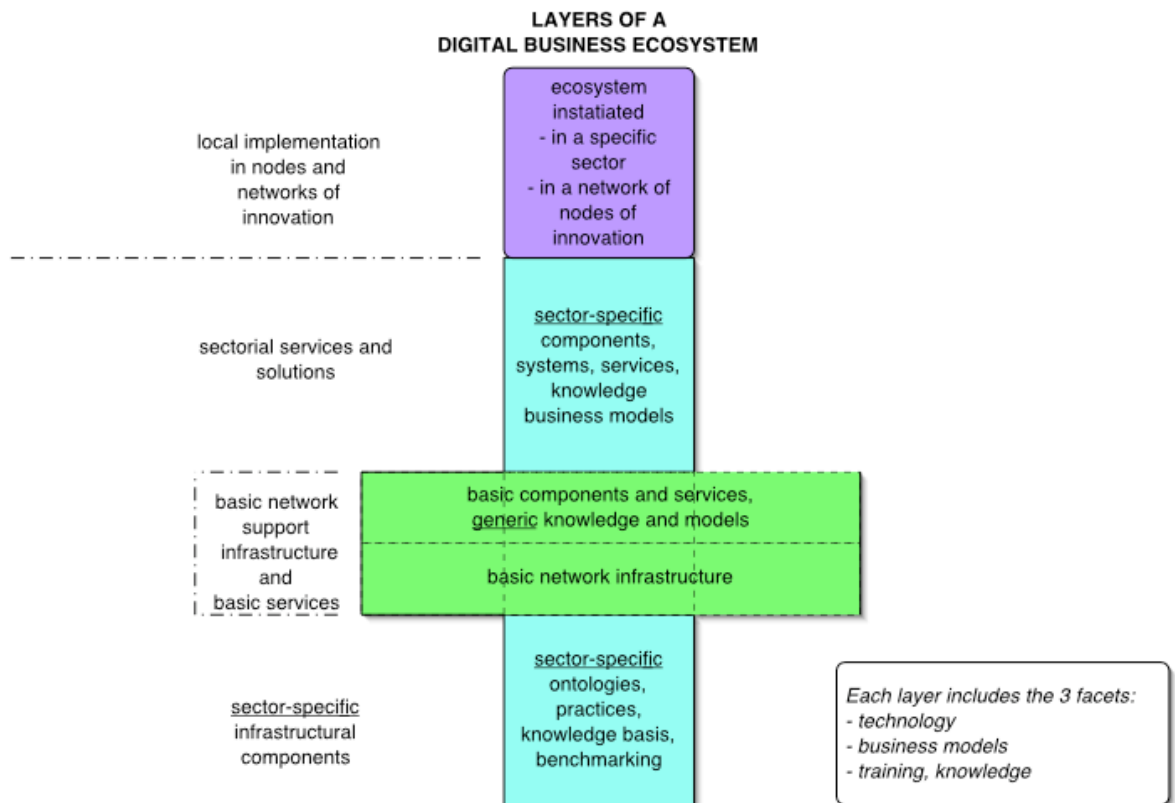 LAYERS OF A
DIGITAL BUSINESS ECOSYSTEM
ecosystem
instatiated
- in a specific
sector
- in a network of
nodes of
innovation
local implementation
in nodes and
networks of
innovation
sector-specific
components,
systems, services,
knowledge
business models
sectorial services and
solutions
basic components and services,
generic knowledge and models
basic network infrastructure
basic network
support
infrastructure
and
basic services
sector-specific
ontologies,
practices,
knowledge basis,
benchmarking
sector-specific
infrastructural
components
Each layer includes the 3 facets:
- technology
- business models
- training, knowledge